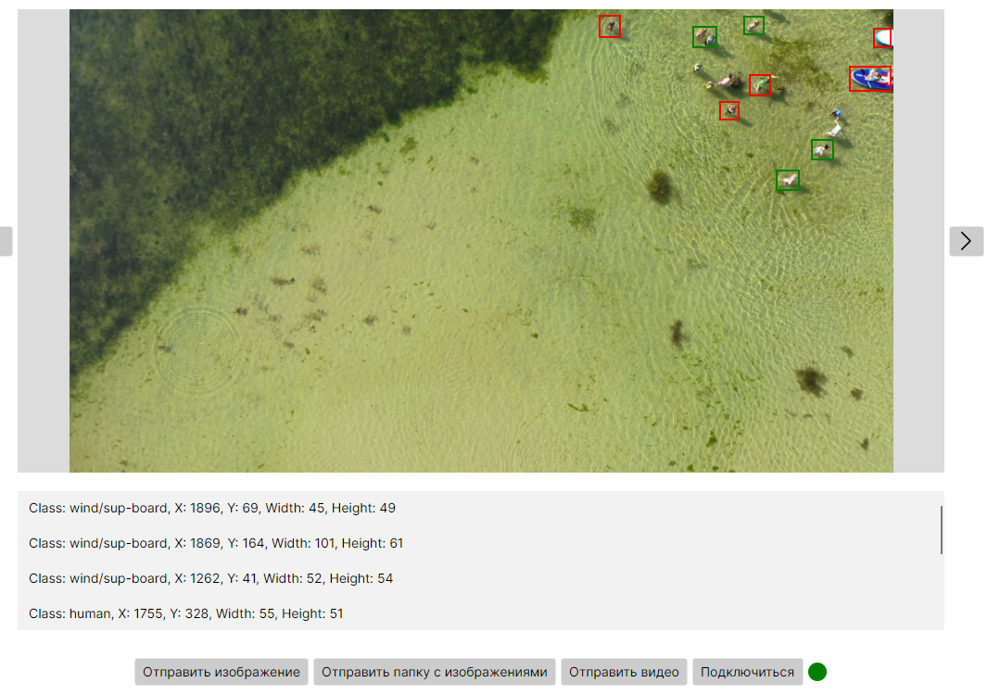 Class: wind/sup-board, X: 1896, Y: 69, Width: 45, Height: 49
Class: wind/sup-board, X: 1869, Y: 164, Width: 101, Height: 61
Class: wind/sup-board, X: 1262, Y: 41, Width: 52, Height: 54
Class: human, X: 1755, Y: 328, Width: 55, Height: 51
Отправить изображение Отправить папку с изображениями Отправить видео Подключиться